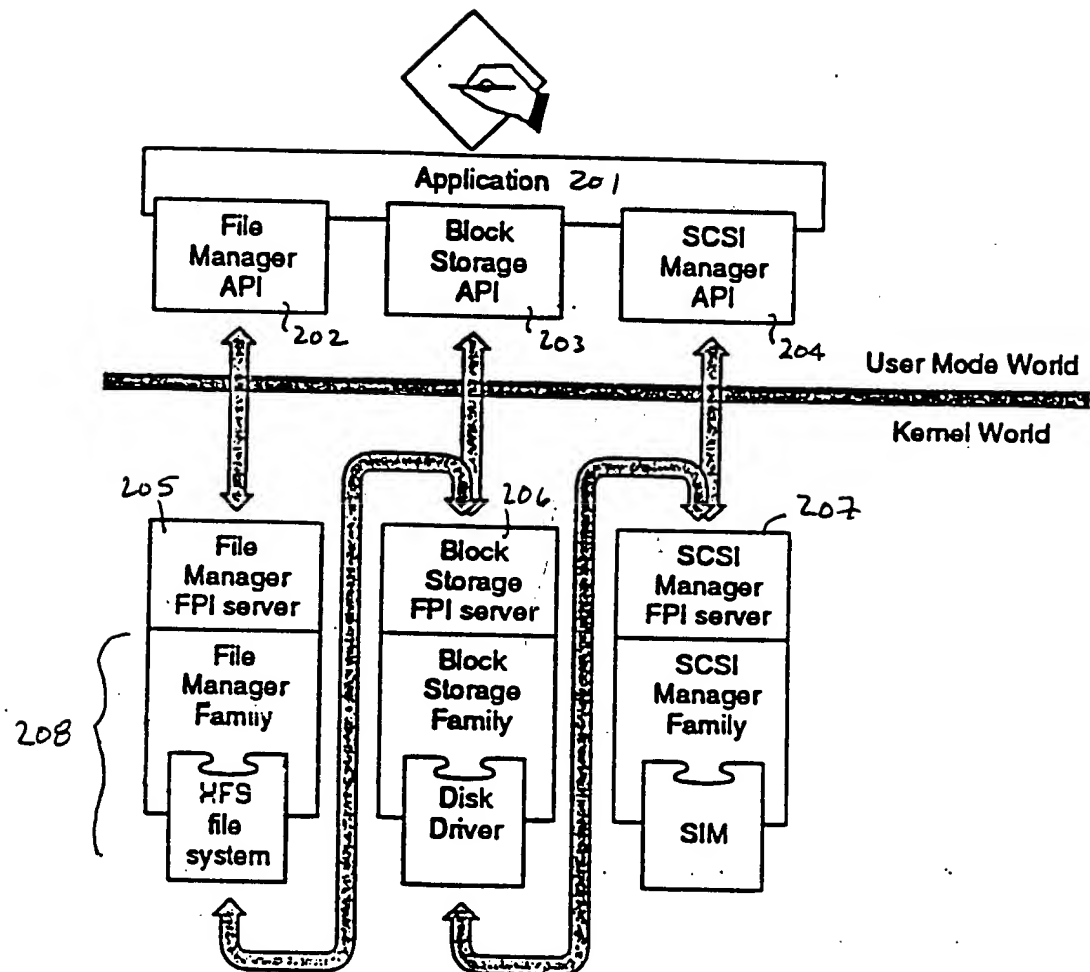 Application 201
File
Manager
API
202
Block
Storage
API
203
SCSI
Manager
API
204
User Mode World
Kernel World
205
File
Manager
FPI server
File
Manager
Family
HFS
file
system
208
206
Block
Storage
FPI server
Block
Storage
Family
Disk
Driver
207
SCSI
Manager
FPI server
SCSI
Manager
Family
SIM